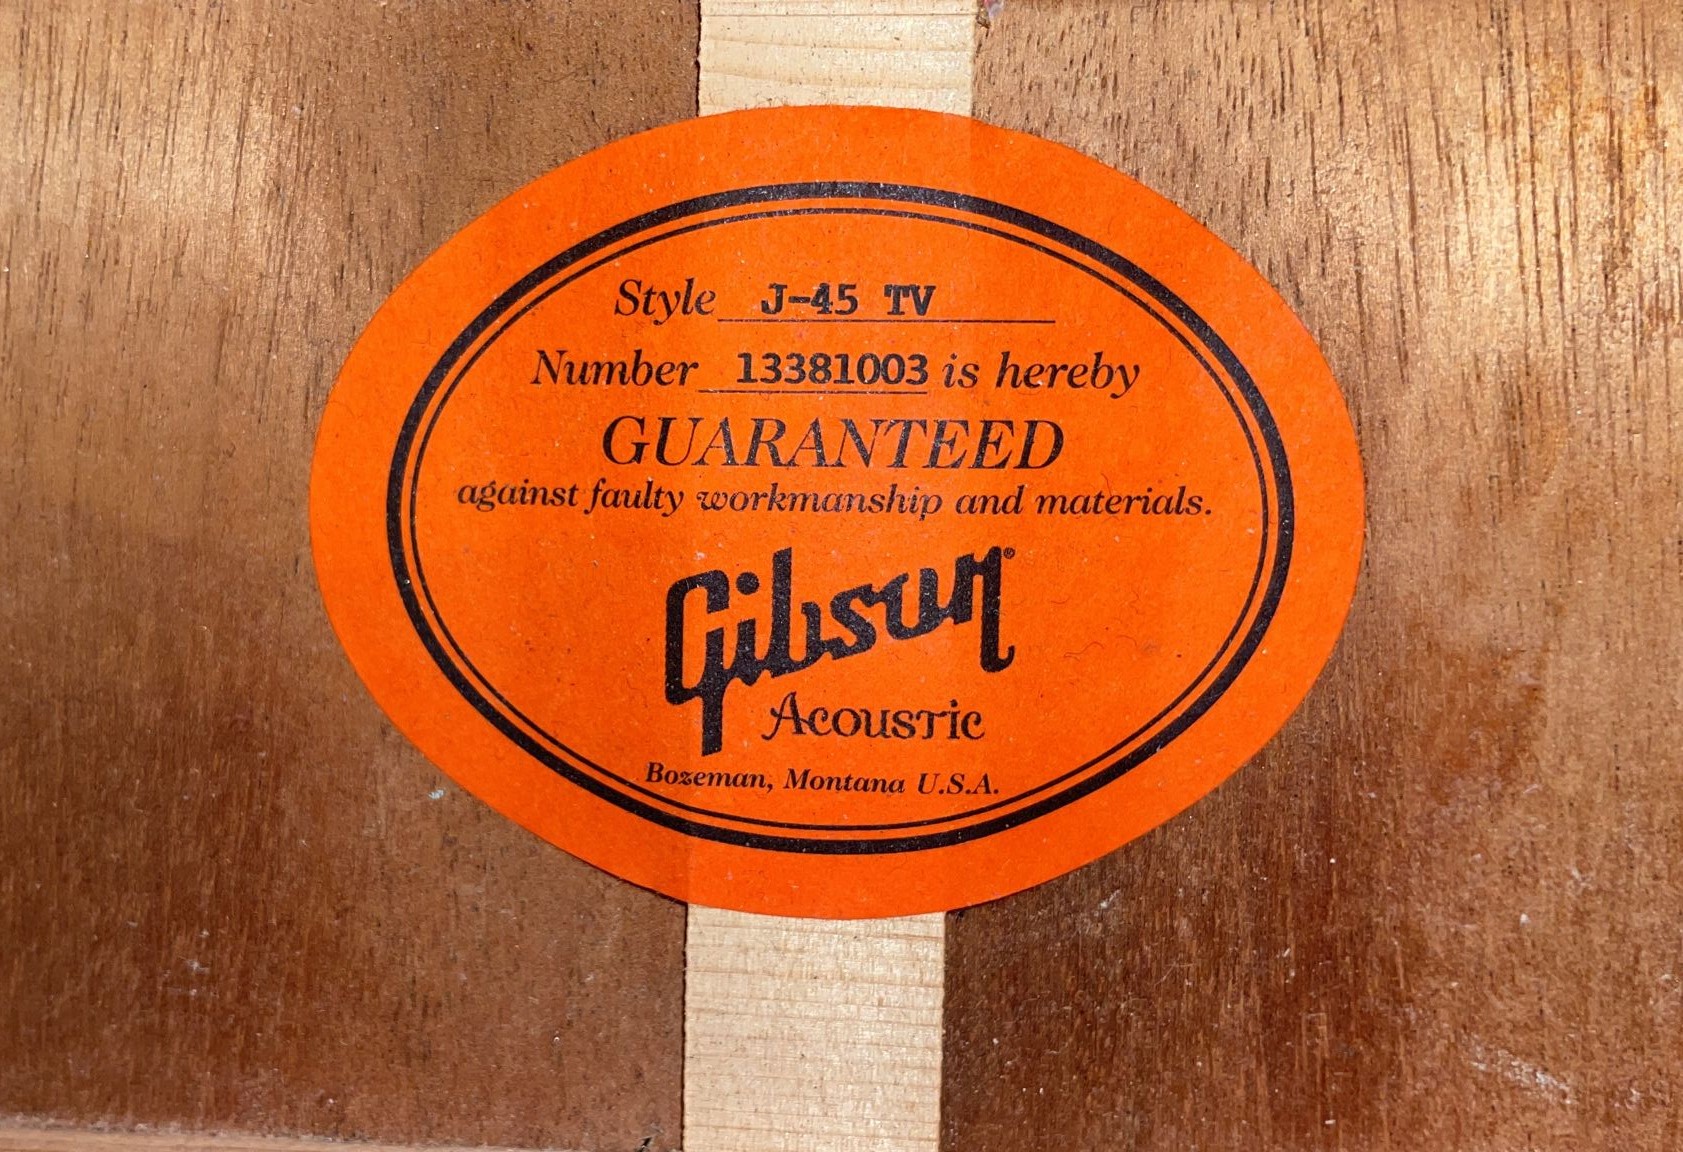 Style J-45 TV
Number 13381003 is hereby
GUARANTEED
against faulty workmanship and materials.
Gibson®
Acoustic
Bozeman, Montana U.S.A.